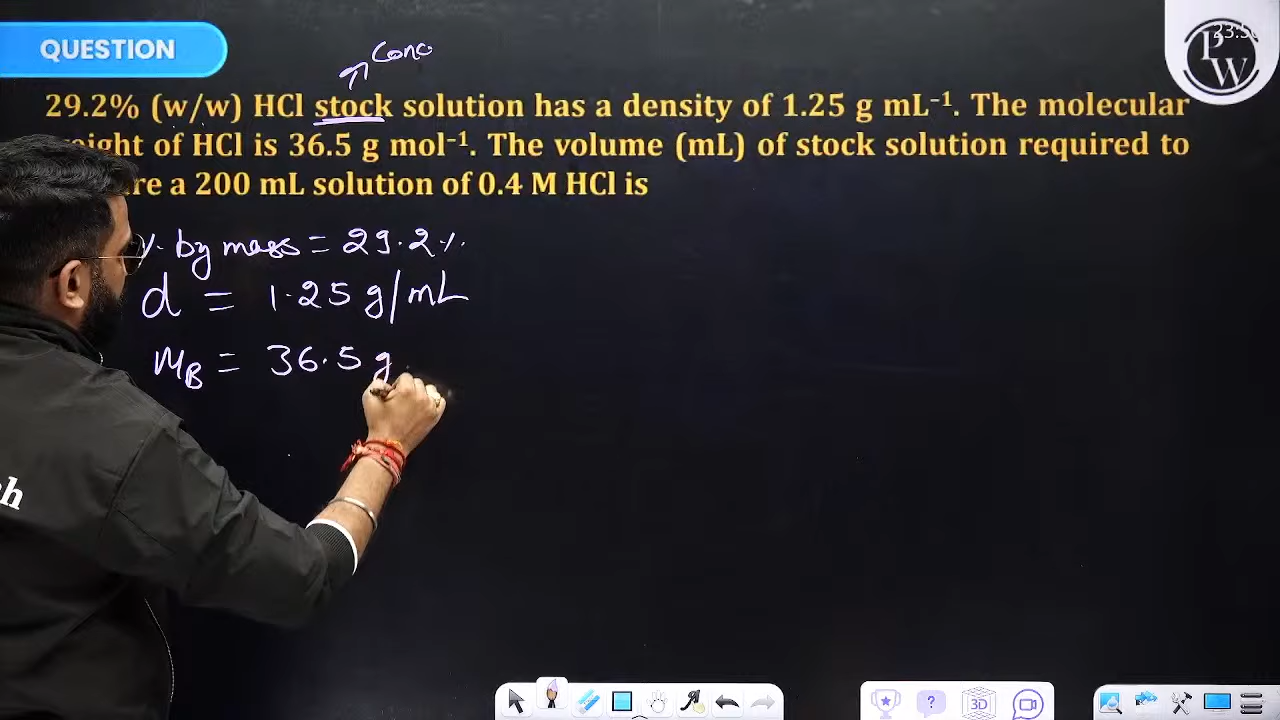 QUESTION
Conc
29.2% (w/w) HCl stock solution has a density of 1.25 g mL⁻¹. The molecular
of HCl is 36.5 g mol⁻¹. The volume (mL) of stock solution required to
a 200 mL solution of 0.4 M HCl is
% by mass = 29.2 %.
d = 1.25 g/mL
M_B = 36.5 g
PW
3D